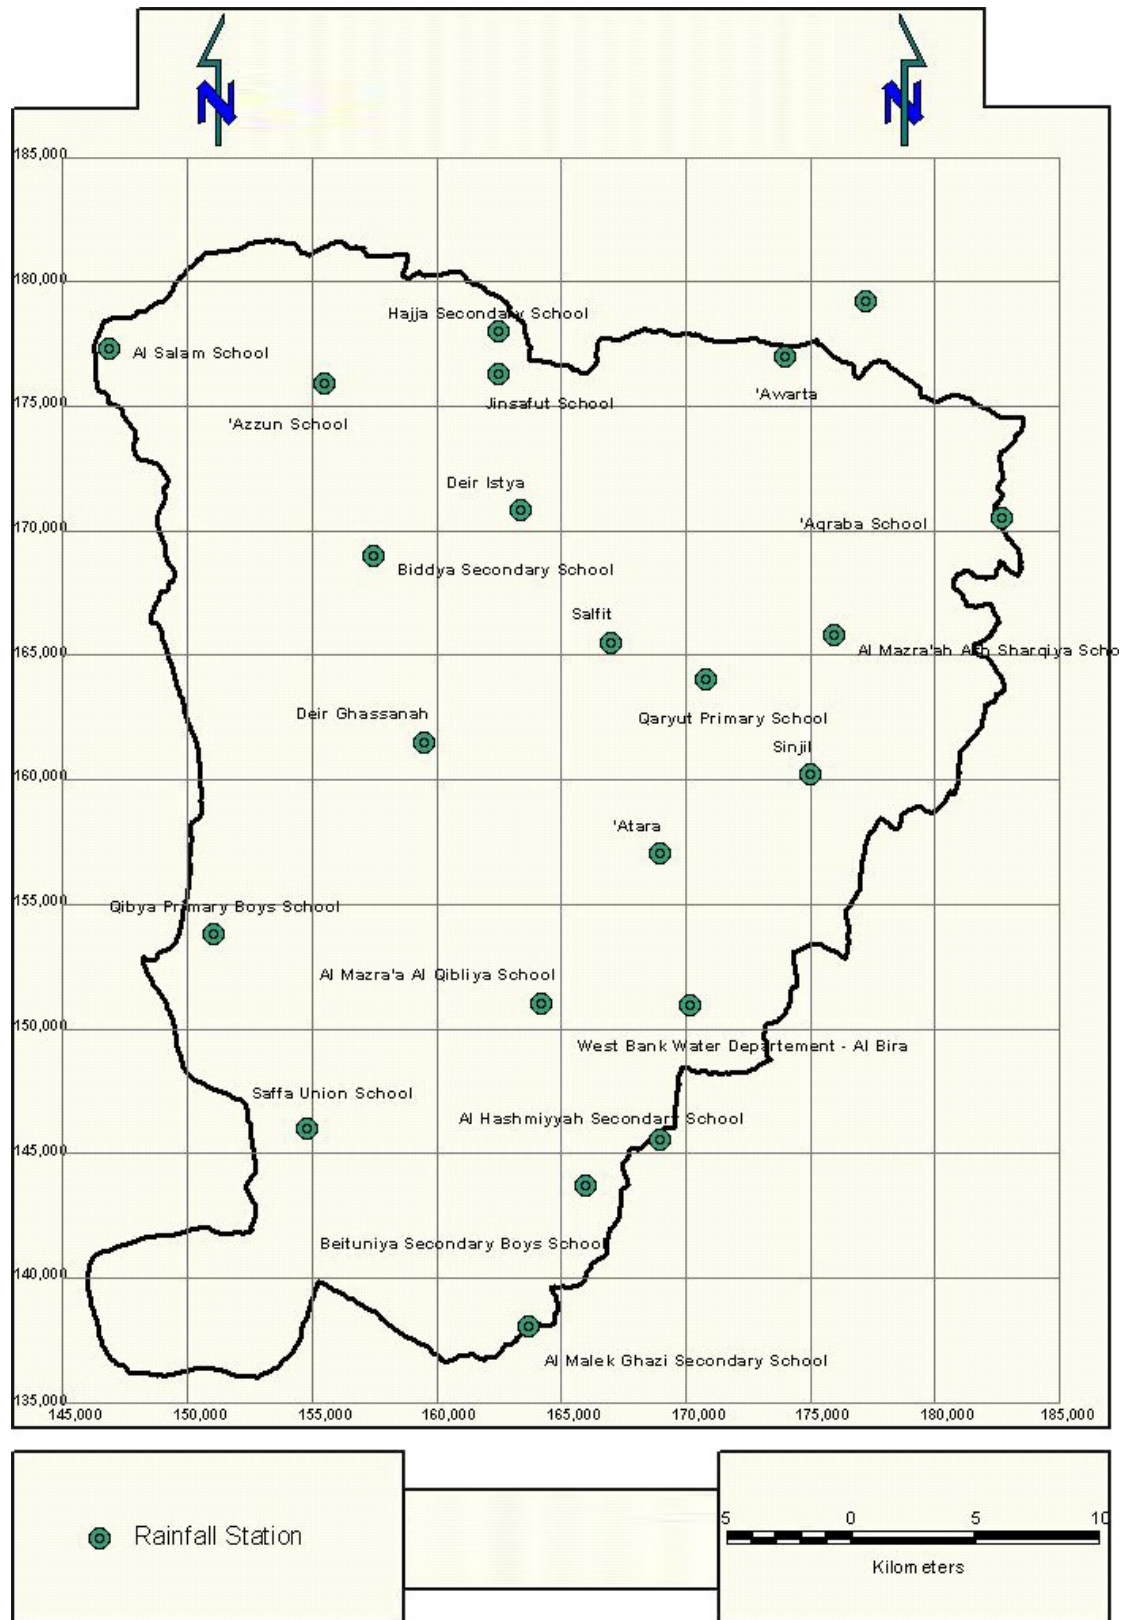 N N
185,000
180,000
Hajja Secondary School
Al Salam School
'Awarta
Jinsafut School
175,000
'Azzun School
Deir Istya
'Aqraba School
170,000
Biddya Secondary School
Salfit
Al Mazra'ah Ash Sharqiya Scho
165,000
Deir Ghassanah
Qaryut Primary School
Sinjil
160,000
'Atara
155,000
Qibya Primary Boys School
Al Mazra'a Al Qibliya School
150,000
West Bank Water Departement - Al Bira
Saffa Union School
Al Hashmiyyah Secondary School
145,000
Beituniya Secondary Boys School
140,000
Al Malek Ghazi Secondary School
135,000
145,000 150,000 155,000 160,000 165,000 170,000 175,000 180,000 185,000
Rainfall Station
5 0 5 10
Kilometers